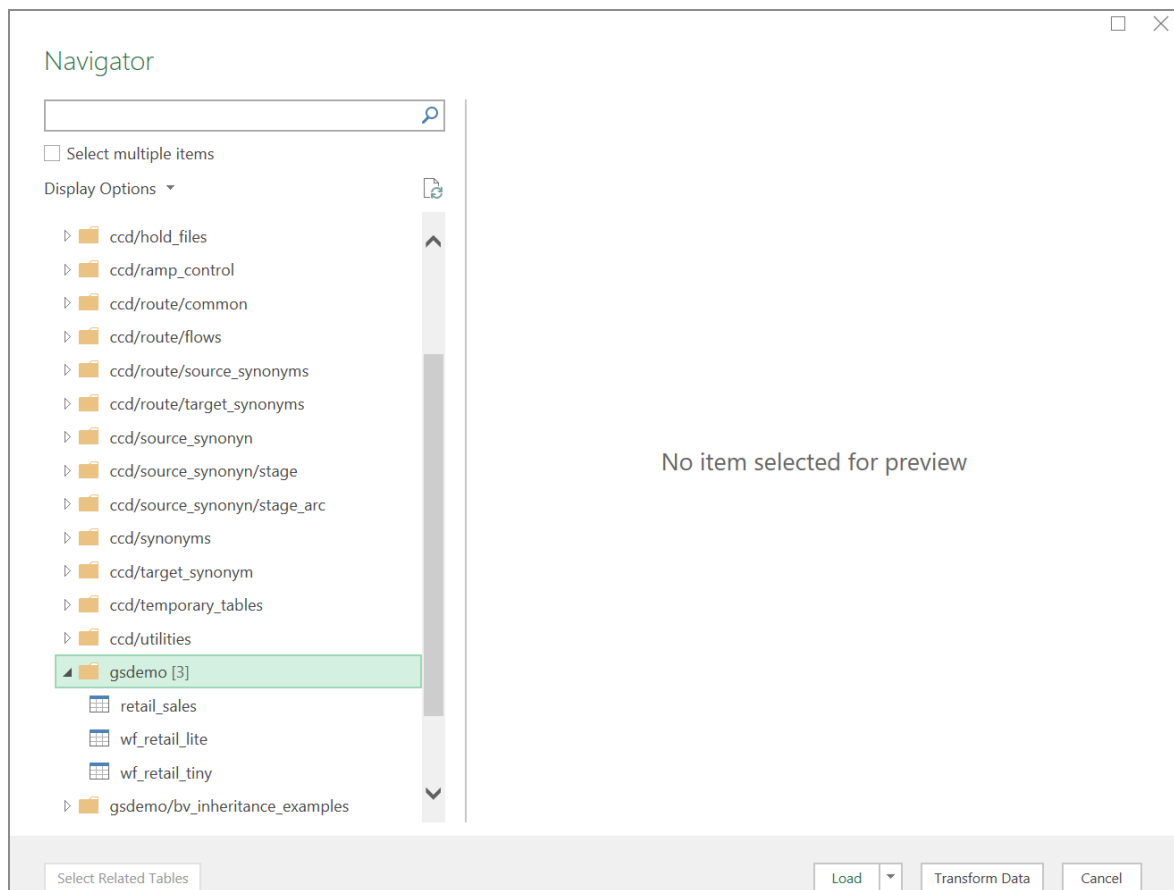 Navigator
Select multiple items
Display Options
ccd/hold_files
ccd/ramp_control
ccd/route/common
ccd/route/flows
ccd/route/source_synonyms
ccd/route/target_synonyms
ccd/source_synonyn
ccd/source_synonyn/stage
ccd/source_synonyn/stage_arc
ccd/synonyms
ccd/target_synonym
ccd/temporary_tables
ccd/utilities
gsdemo [3]
retail_sales
wf_retail_lite
wf_retail_tiny
gsdemo/bv_inheritance_examples
No item selected for preview
Select Related Tables
Load
Transform Data
Cancel